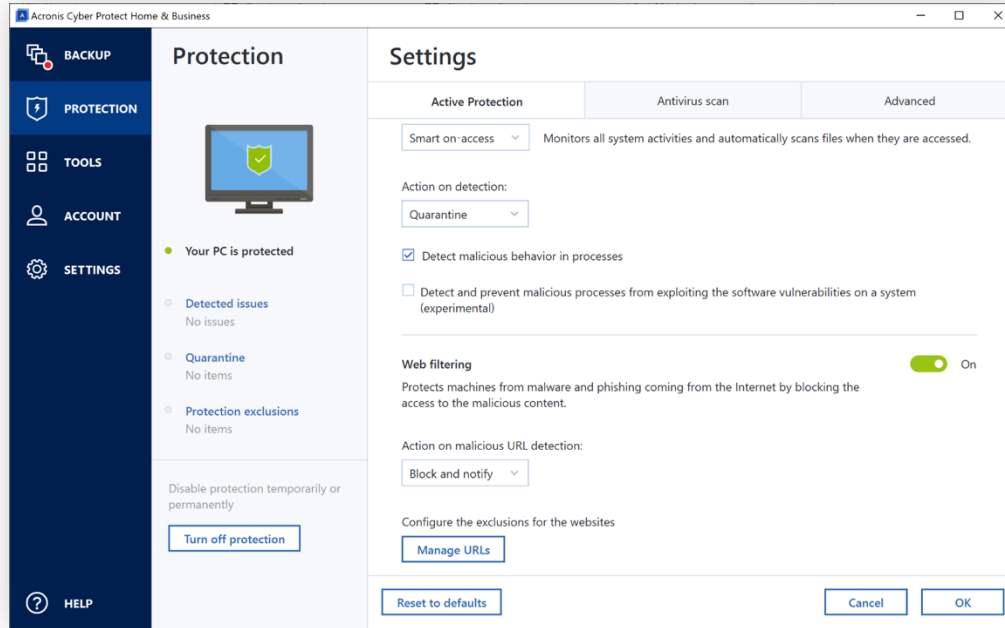 Acronis Cyber Protect Home & Business
BACKUP
PROTECTION
TOOLS
ACCOUNT
SETTINGS
HELP
Protection
Your PC is protected
Detected issues
No issues
Quarantine
No items
Protection exclusions
No items
Disable protection temporarily or
permanently
Turn off protection
Settings
Active Protection
Antivirus scan
Advanced
Smart on-access
Monitors all system activities and automatically scans files when they are accessed.
Action on detection:
Quarantine
Detect malicious behavior in processes
Detect and prevent malicious processes from exploiting the software vulnerabilities on a system
(experimental)
Web filtering
On
Protects machines from malware and phishing coming from the Internet by blocking the
access to the malicious content.
Action on malicious URL detection:
Block and notify
Configure the exclusions for the websites
Manage URLs
Reset to defaults
Cancel
OK